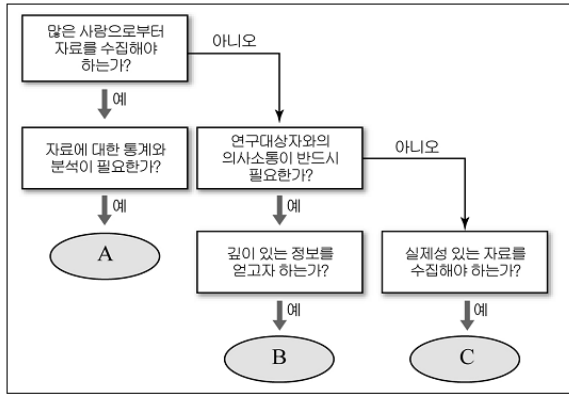 많은 사람으로부터
자료를 수집해야
하는가?
아니오
예
자료에 대한 통계와
분석이 필요한가?
연구대상자와의
의사소통이 반드시
필요한가?
아니오
예
예
A
깊이 있는 정보를
얻고자 하는가?
실제성 있는 자료를
수집해야 하는가?
예
예
B
C